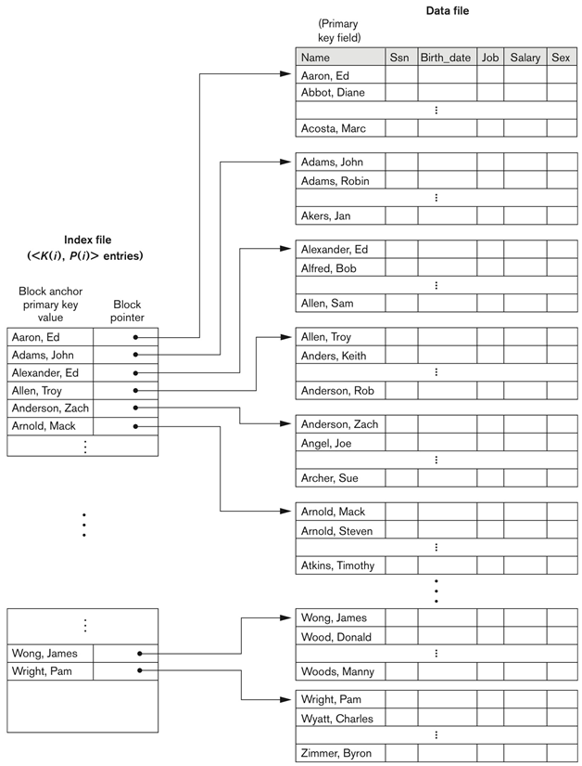 Data file
(Primary
key field)
Name Ssn Birth_date Job Salary Sex
Aaron, Ed
Abbot, Diane
⋮
Acosta, Marc
Adams, John
Adams, Robin
⋮
Akers, Jan
Alexander, Ed
Alfred, Bob
⋮
Allen, Sam
Allen, Troy
Anders, Keith
⋮
Anderson, Rob
Anderson, Zach
Angel, Joe
⋮
Archer, Sue
Arnold, Mack
Arnold, Steven
⋮
Atkins, Timothy
⋮
Wong, James
Wood, Donald
⋮
Woods, Manny
Wright, Pam
Wyatt, Charles
⋮
Zimmer, Byron
Index file
(<K(i), P(i)> entries)
Block anchor
primary key
value
Block
pointer
Aaron, Ed
Adams, John
Alexander, Ed
Allen, Troy
Anderson, Zach
Arnold, Mack
⋮
⋮
⋮
Wong, James
Wright, Pam